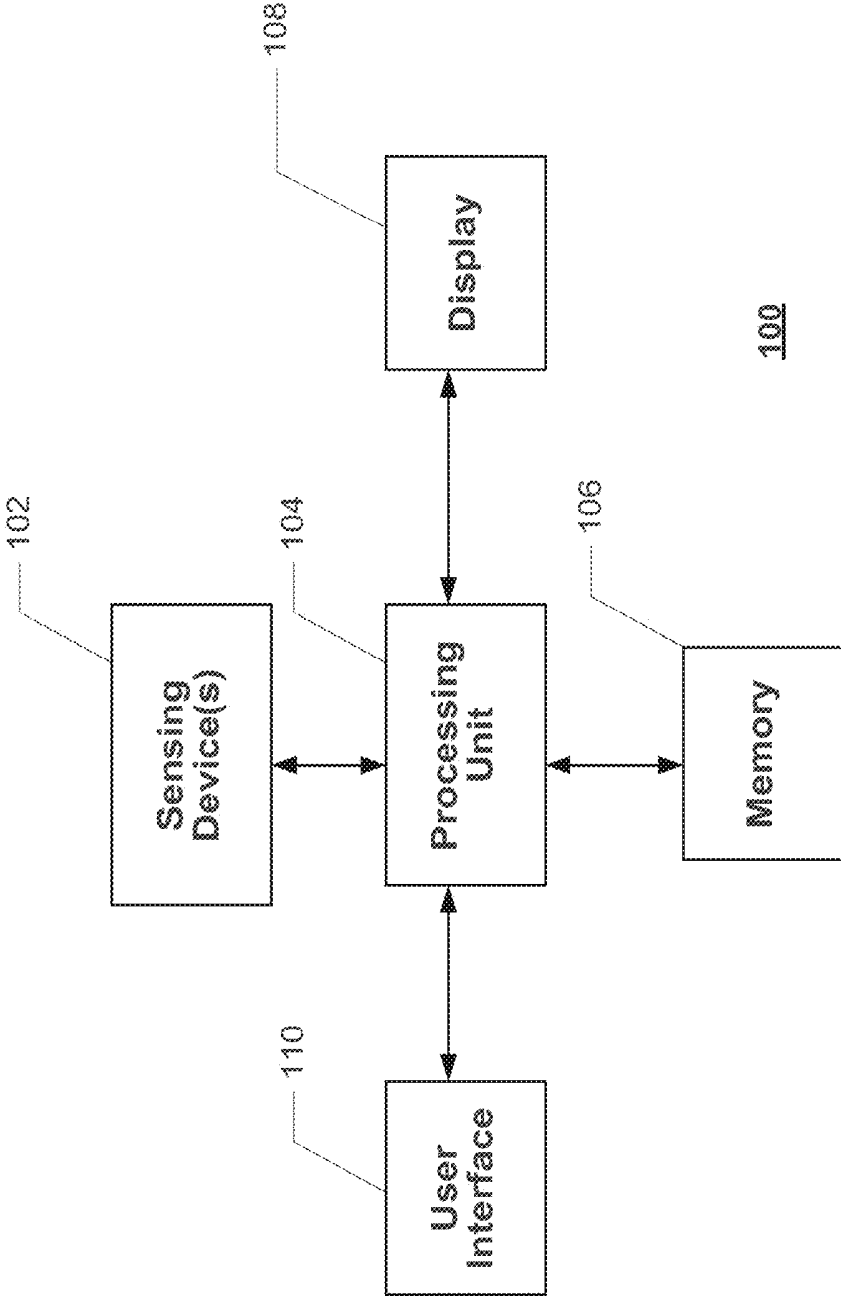 102
Sensing
Device(s)
110
User
Interface
104
Processing
Unit
108
Display
106
Memory
100